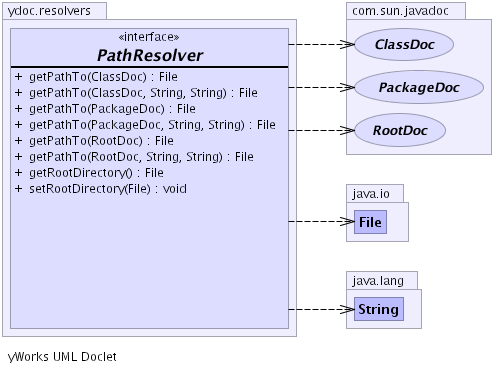 ydoc.resolvers
«interface»
PathResolver
+ getPathTo(ClassDoc) : File
+ getPathTo(ClassDoc, String, String) : File
+ getPathTo(PackageDoc) : File
+ getPathTo(PackageDoc, String, String) : File
+ getPathTo(RootDoc) : File
+ getPathTo(RootDoc, String, String) : File
+ getRootDirectory() : File
+ setRootDirectory(File) : void
com.sun.javadoc
ClassDoc
PackageDoc
RootDoc
java.io
File
java.lang
String
yWorks UML Doclet